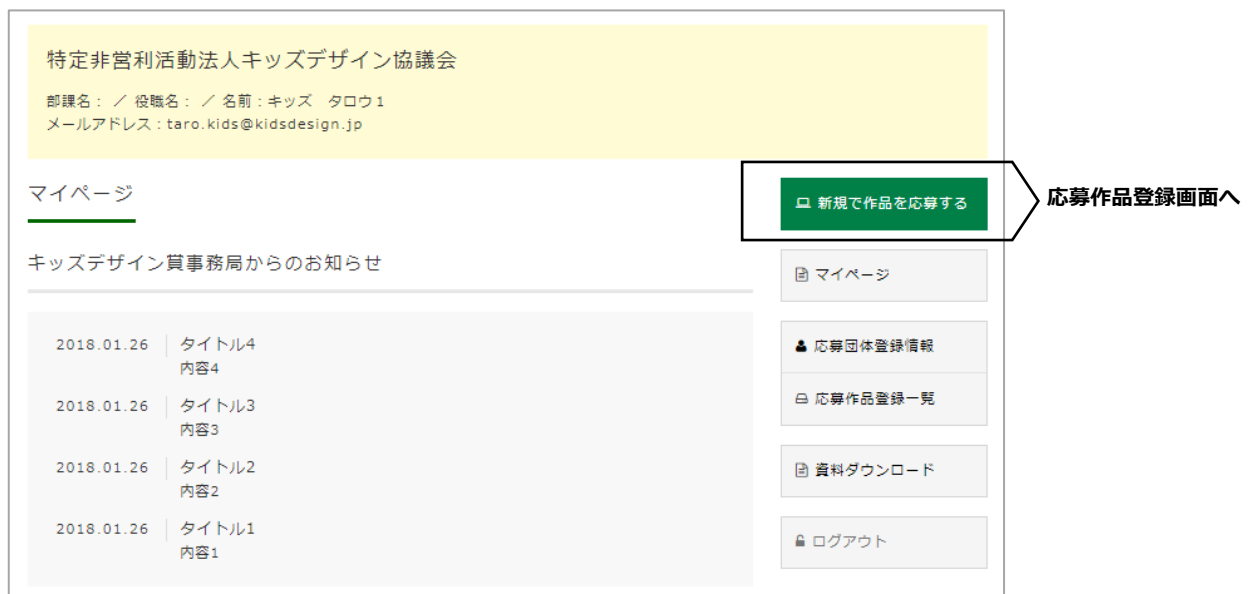 特定非営利活動法人キッズデザイン協議会
部課名： ／ 役職名： ／ 名前：キッズ　タロウ１
メールアドレス：taro.kids@kidsdesign.jp
マイページ
新規で作品を応募する
応募作品登録画面へ
キッズデザイン賞事務局からのお知らせ
マイページ
2018.01.26 タイトル4
内容4
2018.01.26 タイトル3
内容3
2018.01.26 タイトル2
内容2
2018.01.26 タイトル1
内容1
応募団体登録情報
応募作品登録一覧
資料ダウンロード
ログアウト